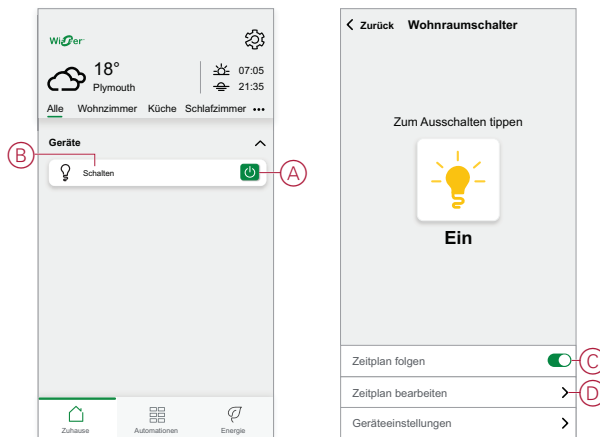 Wiser
18°
Plymouth
07:05
21:35
Alle Wohnzimmer Küche Schlafzimmer •••
Geräte
B
Schalten
A
Zuhause Automationen Energie
Zurück Wohnraumschalter
Zum Ausschalten tippen
Ein
Zeitplan folgen
C
Zeitplan bearbeiten
D
Geräteeinstellungen